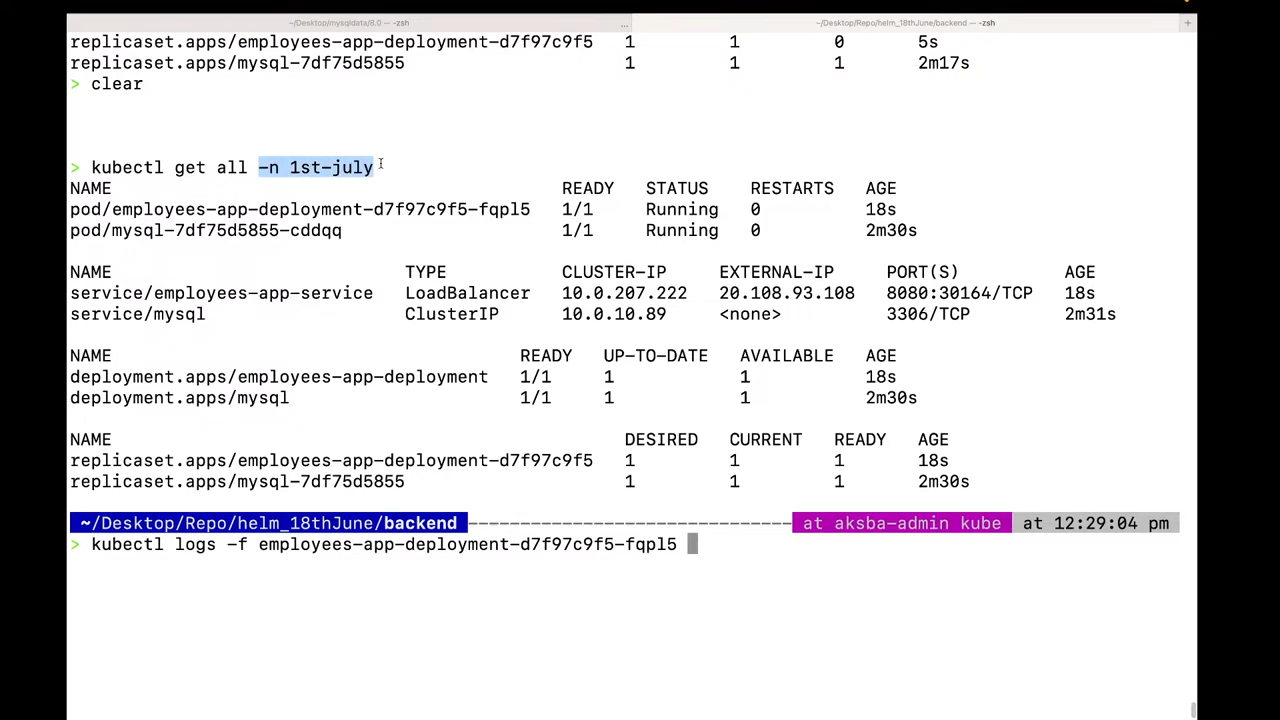 ~/Desktop/mysqldata/8.0 — -zsh ... ~/Desktop/Repo/helm_18thJune/backend — -zsh +
replicaset.apps/employees-app-deployment-d7f97c9f5 1 1 0 5s
replicaset.apps/mysql-7df75d5855 1 1 1 2m17s
> clear
> kubectl get all -n 1st-july
NAME READY STATUS RESTARTS AGE
pod/employees-app-deployment-d7f97c9f5-fqpl5 1/1 Running 0 18s
pod/mysql-7df75d5855-cddqq 1/1 Running 0 2m30s
NAME TYPE CLUSTER-IP EXTERNAL-IP PORT(S) AGE
service/employees-app-service LoadBalancer 10.0.207.222 20.108.93.108 8080:30164/TCP 18s
service/mysql ClusterIP 10.0.10.89 <none> 3306/TCP 2m31s
NAME READY UP-TO-DATE AVAILABLE AGE
deployment.apps/employees-app-deployment 1/1 1 1 18s
deployment.apps/mysql 1/1 1 1 2m30s
NAME DESIRED CURRENT READY AGE
replicaset.apps/employees-app-deployment-d7f97c9f5 1 1 1 18s
replicaset.apps/mysql-7df75d5855 1 1 1 2m30s
~/Desktop/Repo/helm_18thJune/backend ------------------------------- at aksba-admin kube at 12:29:04 pm
> kubectl logs -f employees-app-deployment-d7f97c9f5-fqpl5